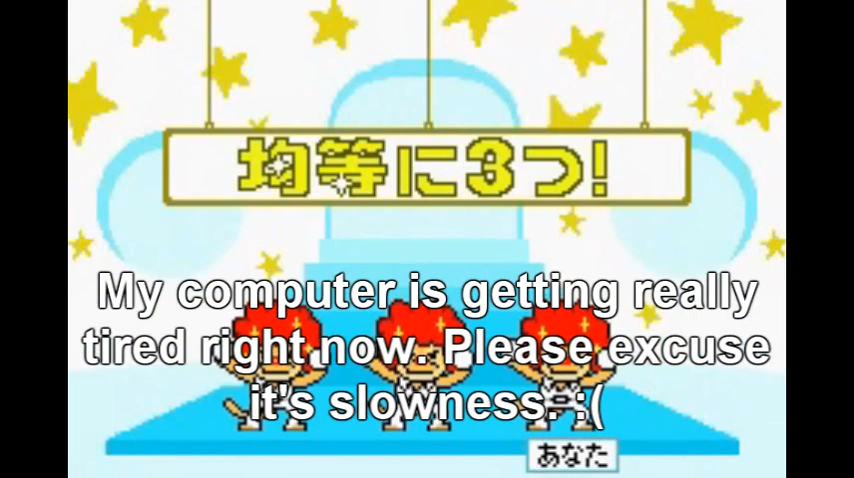 均等に3つ!
My computer is getting really
tired right now. Please excuse
it's slowness. :(
あなた